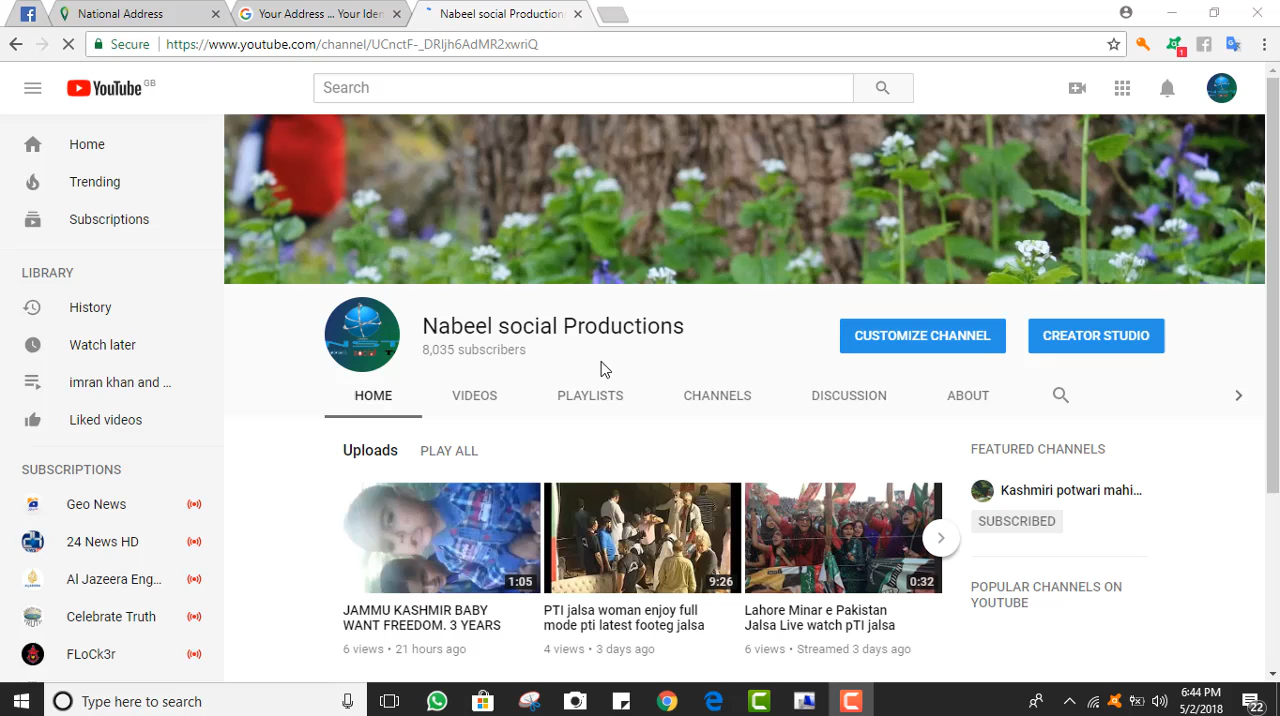 National Address
Your Address ... Your Iden
Nabeel social Production
Secure
https://www.youtube.com/channel/UCnctF-_DRljh6AdMR2xwriQ
1
YouTube GB
Search
Home
Trending
Subscriptions
LIBRARY
History
Watch later
imran khan and ...
Liked videos
SUBSCRIPTIONS
Geo News
24 News HD
Al Jazeera Eng...
Celebrate Truth
FLoCk3r
Nabeel social Productions
8,035 subscribers
CUSTOMIZE CHANNEL
CREATOR STUDIO
HOME
VIDEOS
PLAYLISTS
CHANNELS
DISCUSSION
ABOUT
Uploads
PLAY ALL
1:05
JAMMU KASHMIR BABY
WANT FREEDOM. 3 YEARS
6 views • 21 hours ago
9:26
PTI jalsa woman enjoy full
mode pti latest footeg jalsa
4 views • 3 days ago
0:32
Lahore Minar e Pakistan
Jalsa Live watch pTI jalsa
6 views • Streamed 3 days ago
FEATURED CHANNELS
Kashmiri potwari mahi...
SUBSCRIBED
POPULAR CHANNELS ON
YOUTUBE
Type here to search
6:44 PM
5/2/2018
22